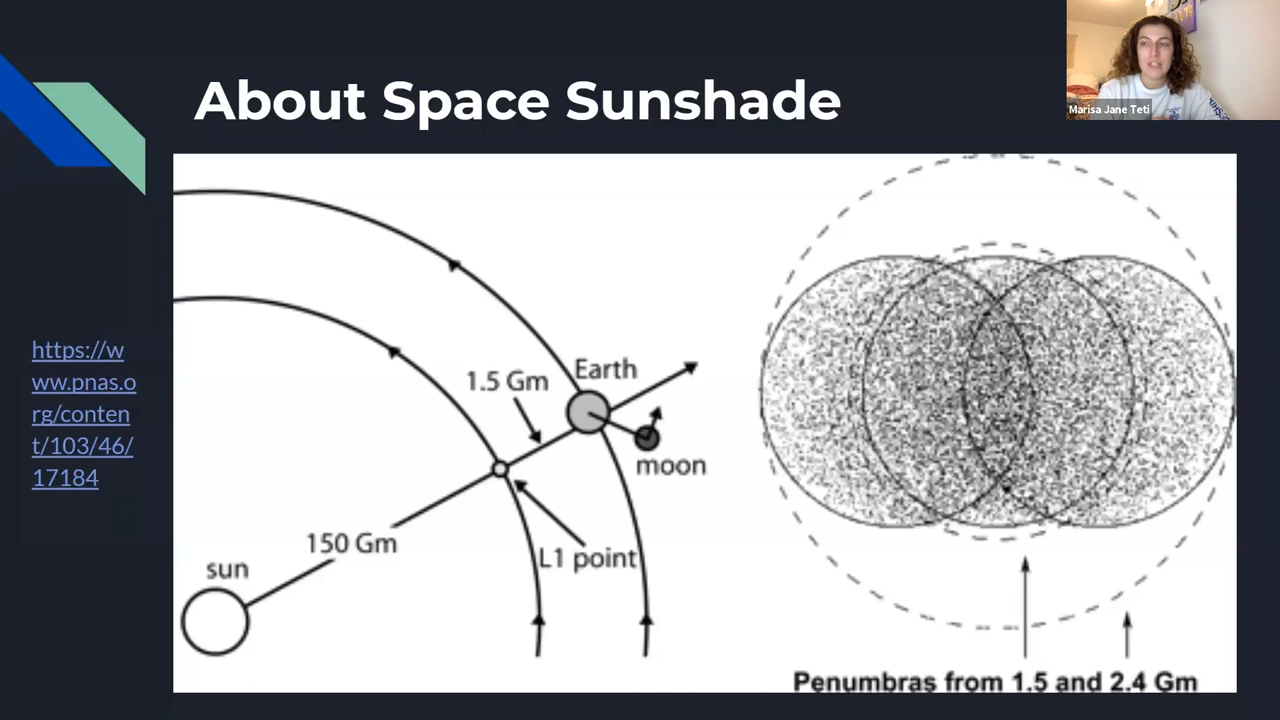 About Space Sunshade
Marisa Jane Teti
https://w
ww.pnas.o
rg/conten
t/103/46/
17184
Earth
1.5 Gm
moon
150 Gm
L1 point
sun
Penumbras from 1.5 and 2.4 Gm